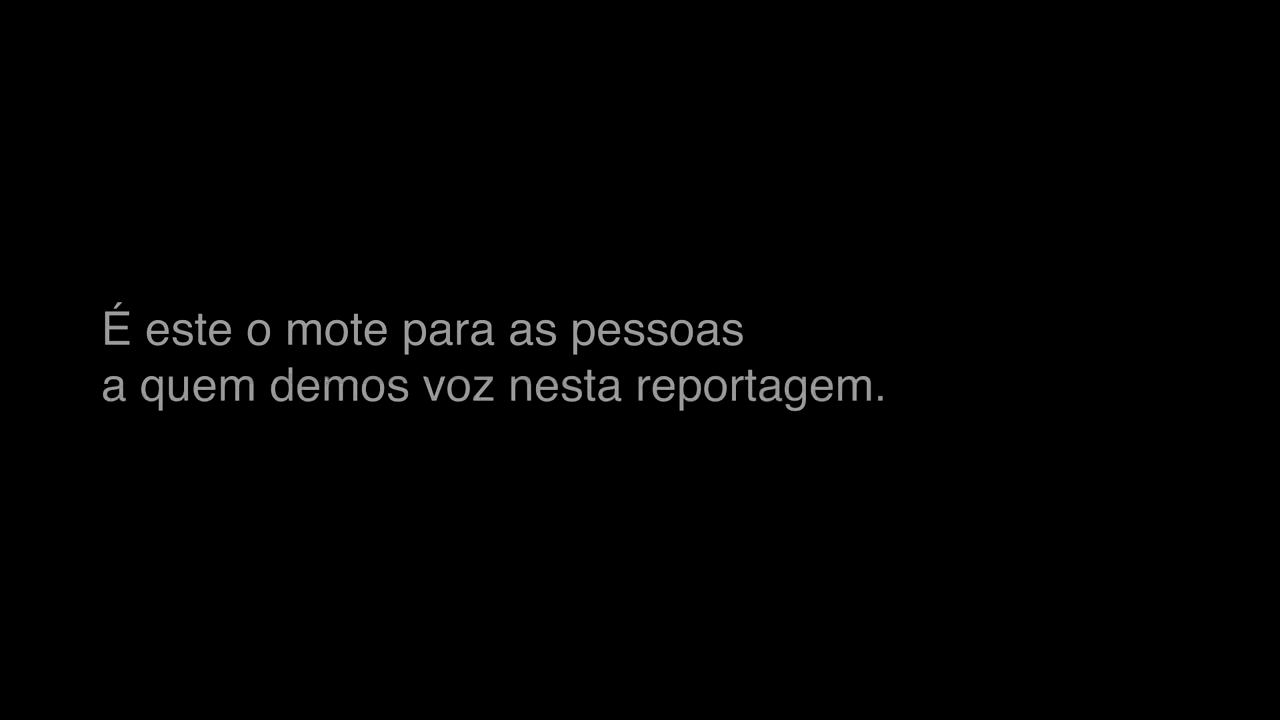 É este o mote para as pessoas
a quem demos voz nesta reportagem.